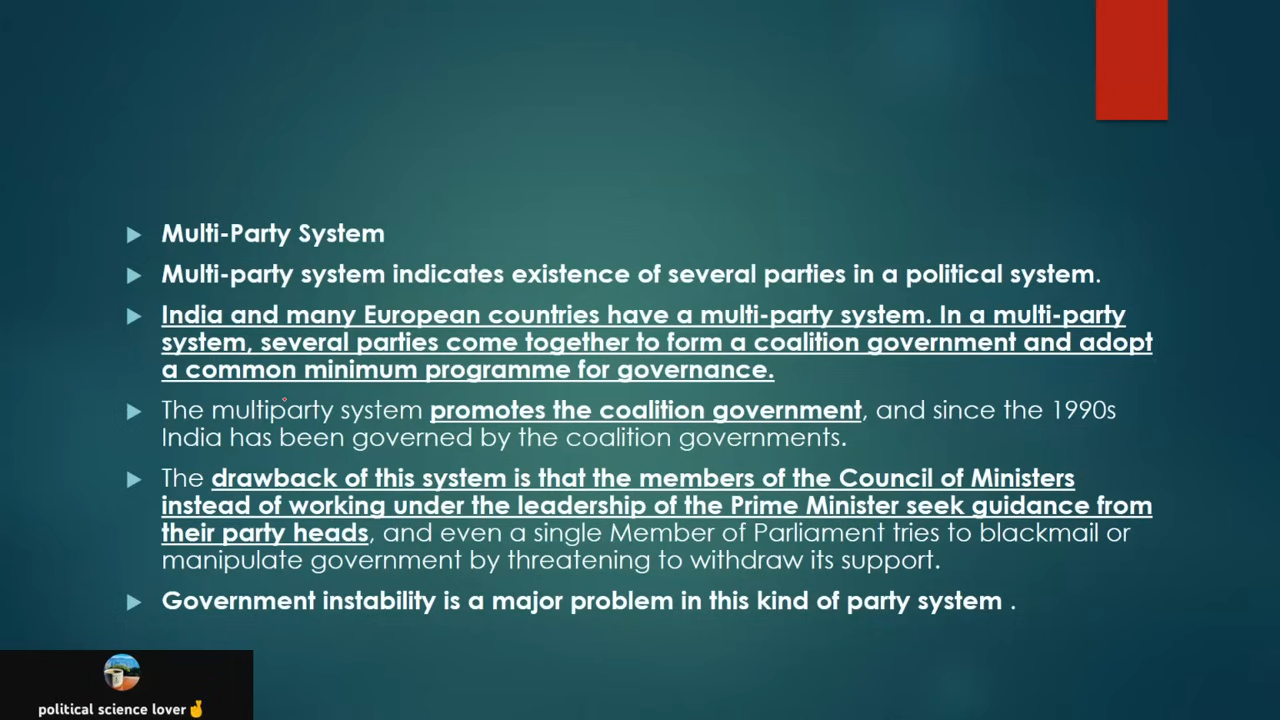 Multi-Party System
Multi-party system indicates existence of several parties in a political system.
India and many European countries have a multi-party system. In a multi-party
system, several parties come together to form a coalition government and adopt
a common minimum programme for governance.
The multiparty system promotes the coalition government, and since the 1990s
India has been governed by the coalition governments.
The drawback of this system is that the members of the Council of Ministers
instead of working under the leadership of the Prime Minister seek guidance from
their party heads, and even a single Member of Parliament tries to blackmail or
manipulate government by threatening to withdraw its support.
Government instability is a major problem in this kind of party system .
political science lover🤞